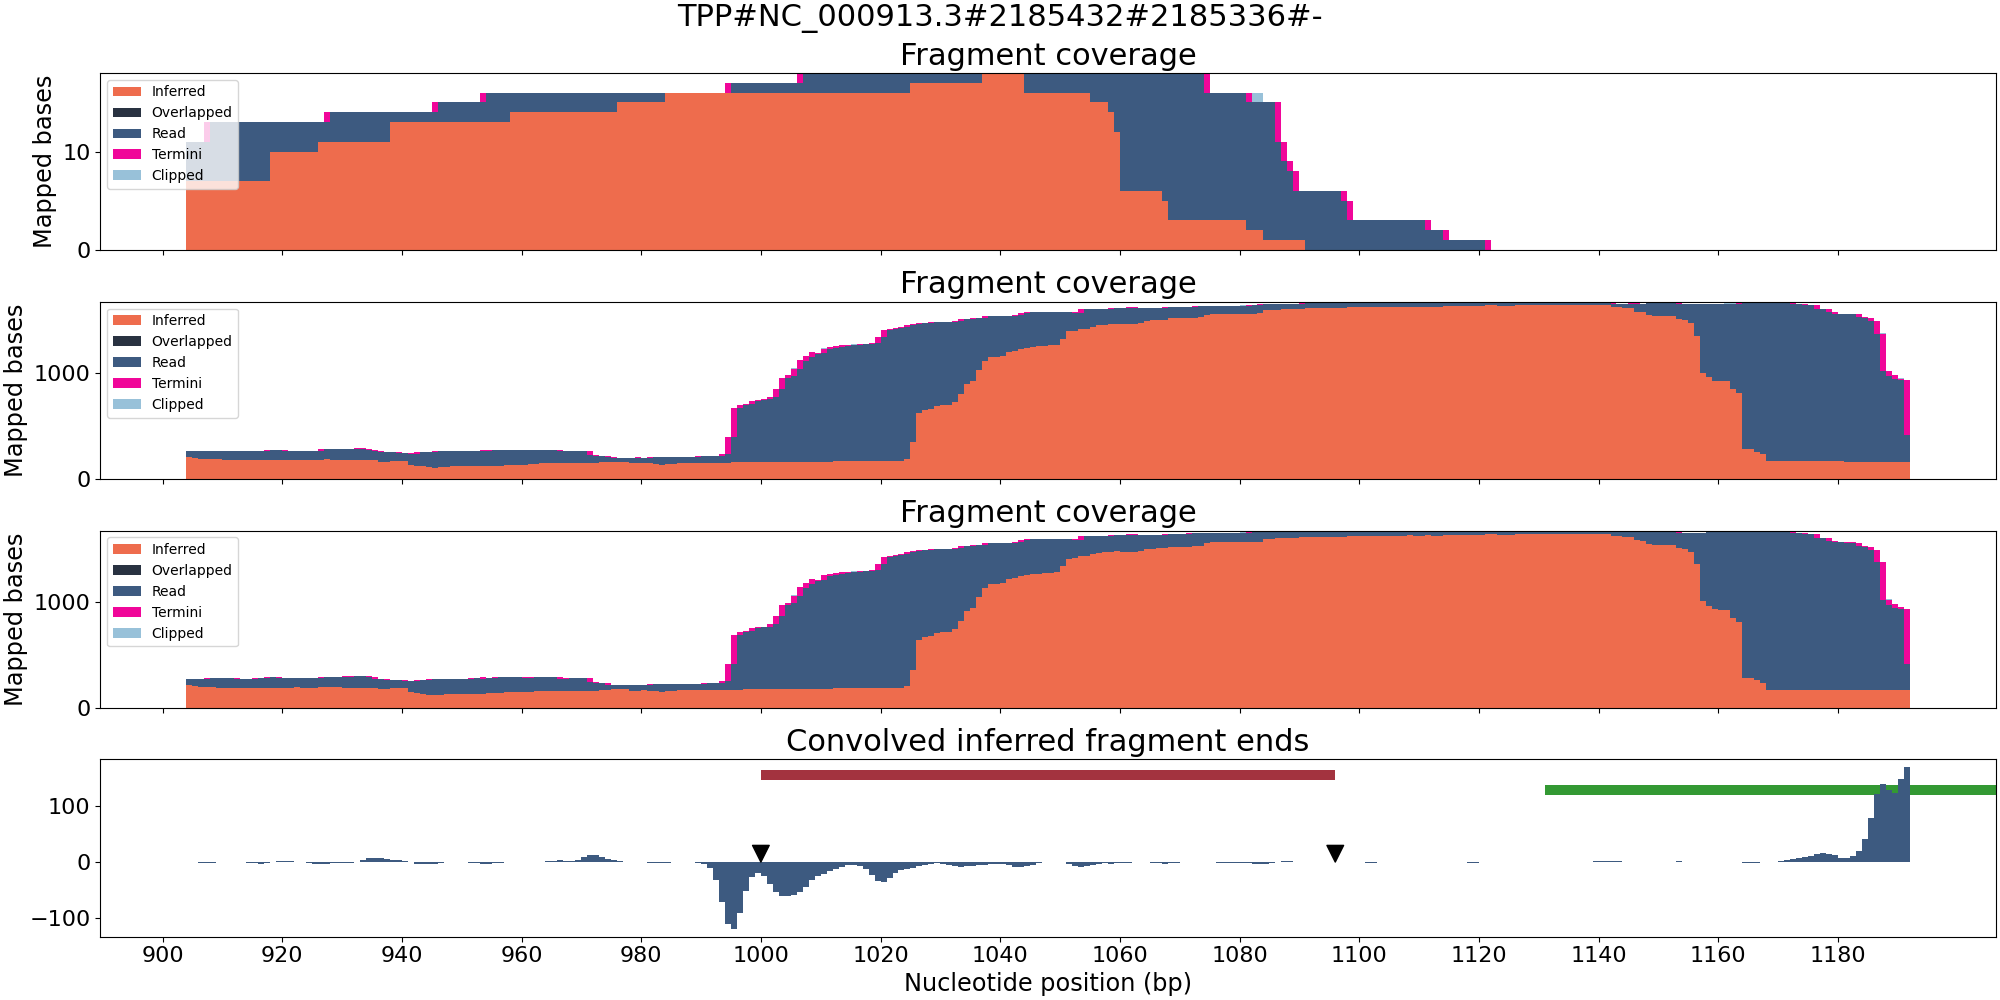 TPP#NC_000913.3#2185432#2185336#-
Fragment coverage
Mapped bases
10
0
Inferred
Overlapped
Read
Termini
Clipped
Fragment coverage
Mapped bases
1000
0
Inferred
Overlapped
Read
Termini
Clipped
Fragment coverage
Mapped bases
1000
0
Inferred
Overlapped
Read
Termini
Clipped
Convolved inferred fragment ends
100
0
−100
900 920 940 960 980 1000 1020 1040 1060 1080 1100 1120 1140 1160 1180
Nucleotide position (bp)